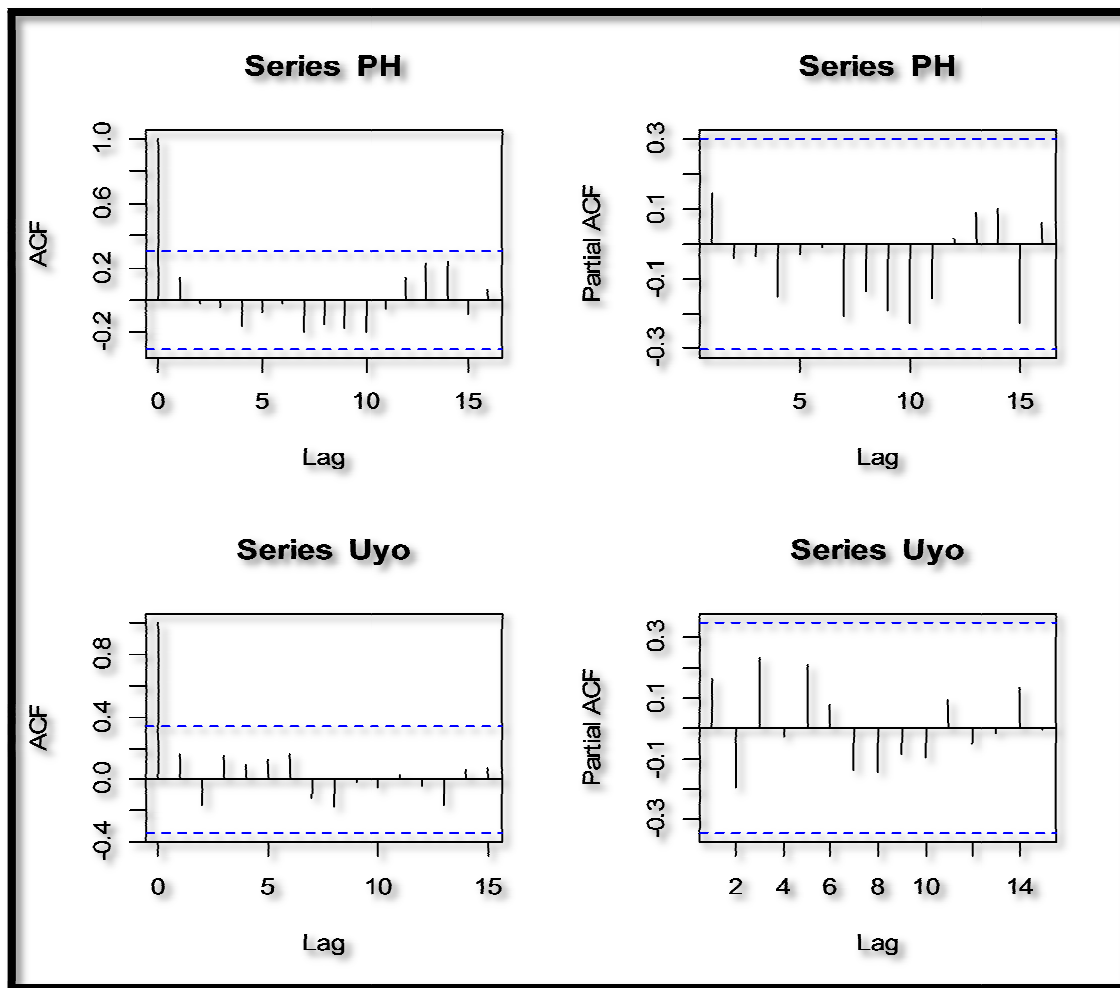 Series PH
ACF
1.0
0.6
0.2
-0.2
0 5 10 15
Lag
Series PH
Partial ACF
0.3
0.1
-0.1
-0.3
5 10 15
Lag
Series Uyo
ACF
0.8
0.4
0.0
-0.4
0 5 10 15
Lag
Series Uyo
Partial ACF
0.3
0.1
-0.1
-0.3
2 4 6 8 10 14
Lag